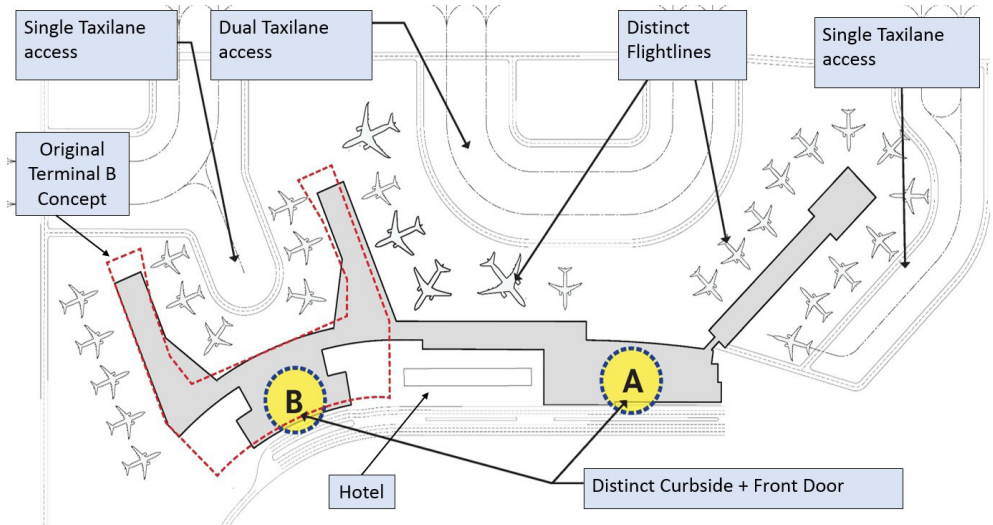 Single Taxilane
access
Dual Taxilane
access
Distinct
Flightlines
Single Taxilane
access
Original
Terminal B
Concept
B
A
Hotel
Distinct Curbside + Front Door